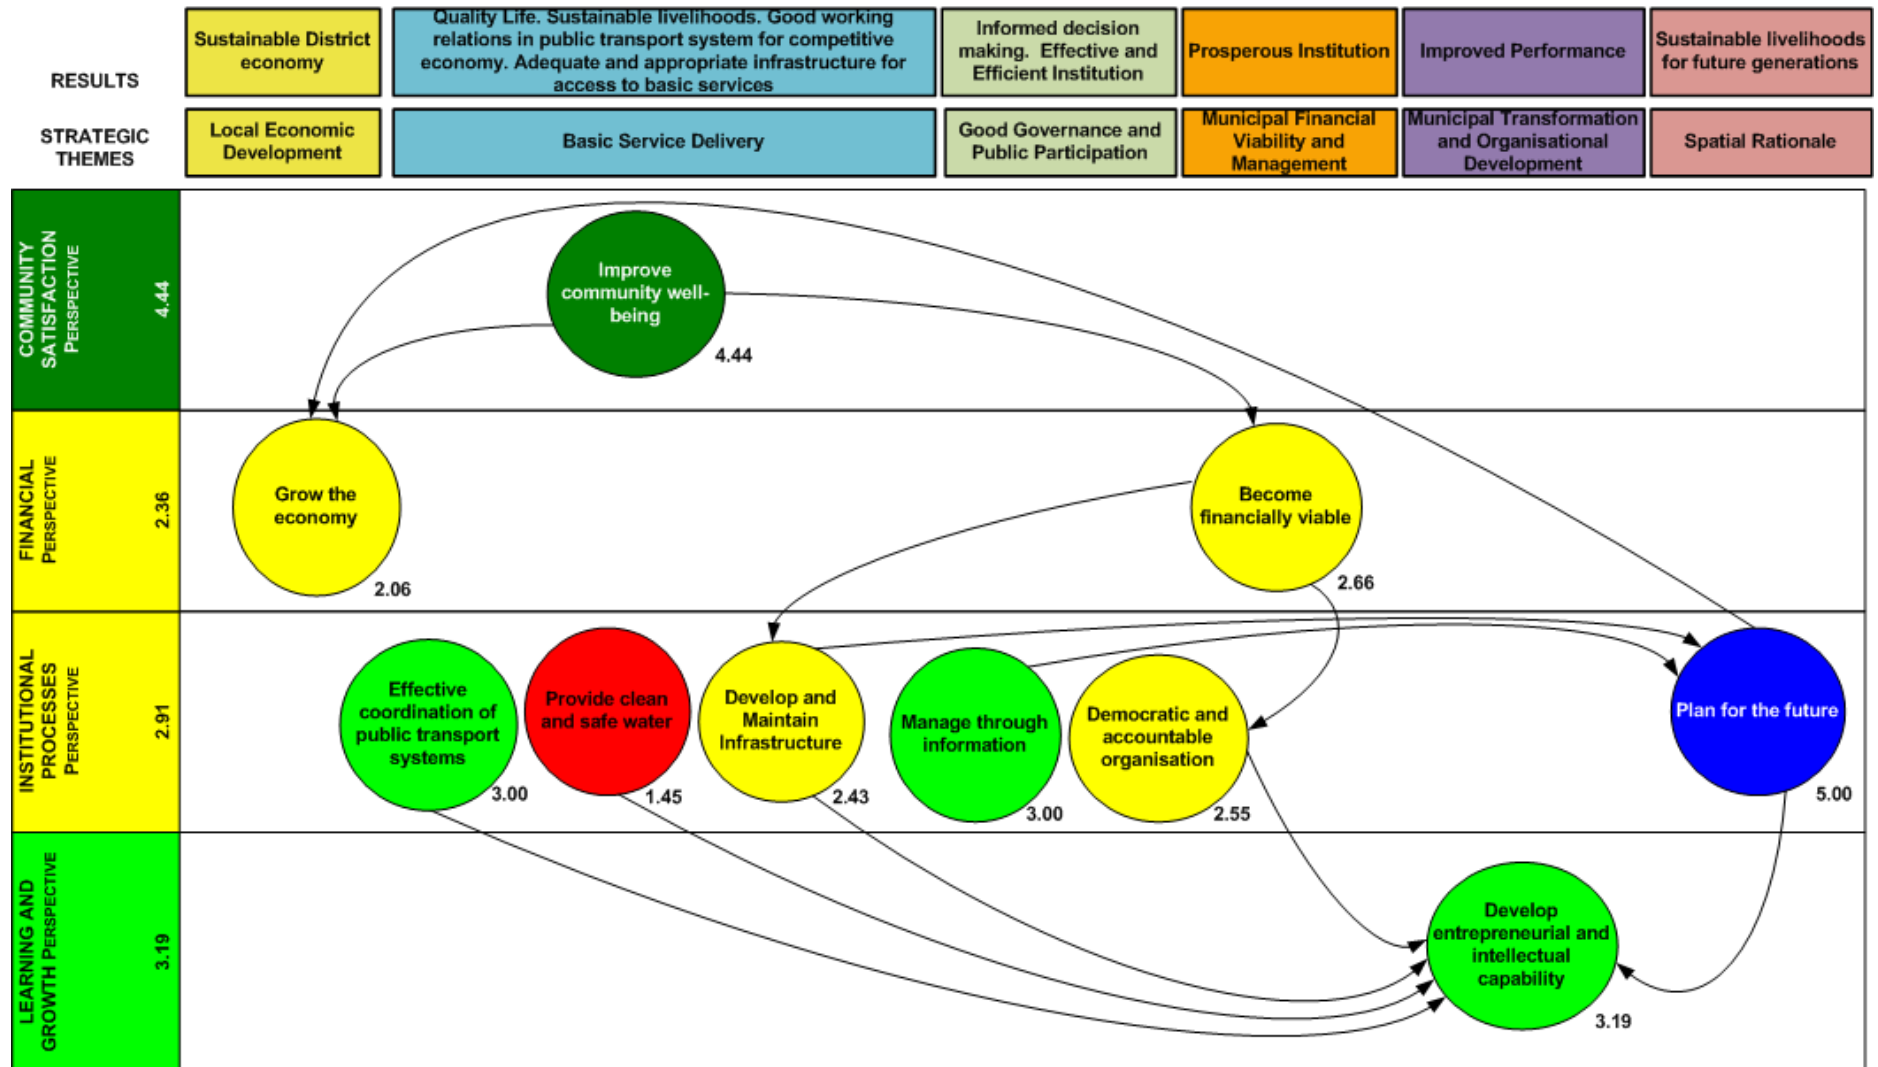 RESULTS
Sustainable District
economy
Quality Life. Sustainable livelihoods. Good working
relations in public transport system for competitive
economy. Adequate and appropriate infrastructure for
access to basic services
Informed decision
making. Effective and
Efficient Institution
Prosperous Institution
Improved Performance
Sustainable livelihoods
for future generations
STRATEGIC
THEMES
Local Economic
Development
Basic Service Delivery
Good Governance and
Public Participation
Municipal Financial
Viability and
Management
Municipal Transformation
and Organisational
Development
Spatial Rationale
COMMUNITY
SATISFACTION
PERSPECTIVE
4.44
Improve
community well-
being
4.44
FINANCIAL
PERSPECTIVE
2.36
Grow the
economy
2.06
Become
financially viable
2.66
INSTITUTIONAL
PROCESSES
PERSPECTIVE
2.91
Effective
coordination of
public transport
systems
3.00
Provide clean
and safe water
1.45
Develop and
Maintain
Infrastructure
2.43
Manage through
information
3.00
Democratic and
accountable
organisation
2.55
Plan for the future
5.00
LEARNING AND
GROWTH PERSPECTIVE
3.19
Develop
entrepreneurial and
intellectual
capability
3.19